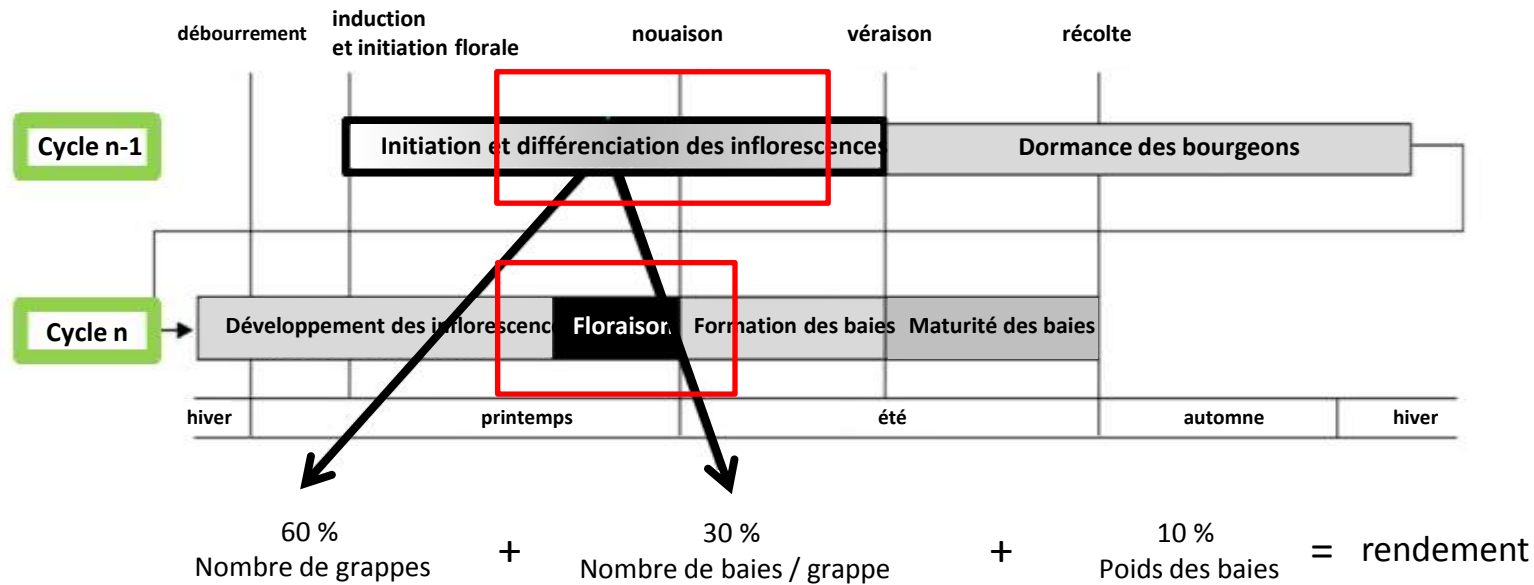 débourrement
induction
et initiation florale
nouaison
véraison
récolte
Cycle n-1
Initiation et différenciation des inflorescences
Dormance des bourgeons
Cycle n
Développement des inflorescence
Floraison
Formation des baies
Maturité des baies
hiver
printemps
été
automne
hiver
60 %
Nombre de grappes
+
30 %
Nombre de baies / grappe
+
10 %
Poids des baies
= rendement